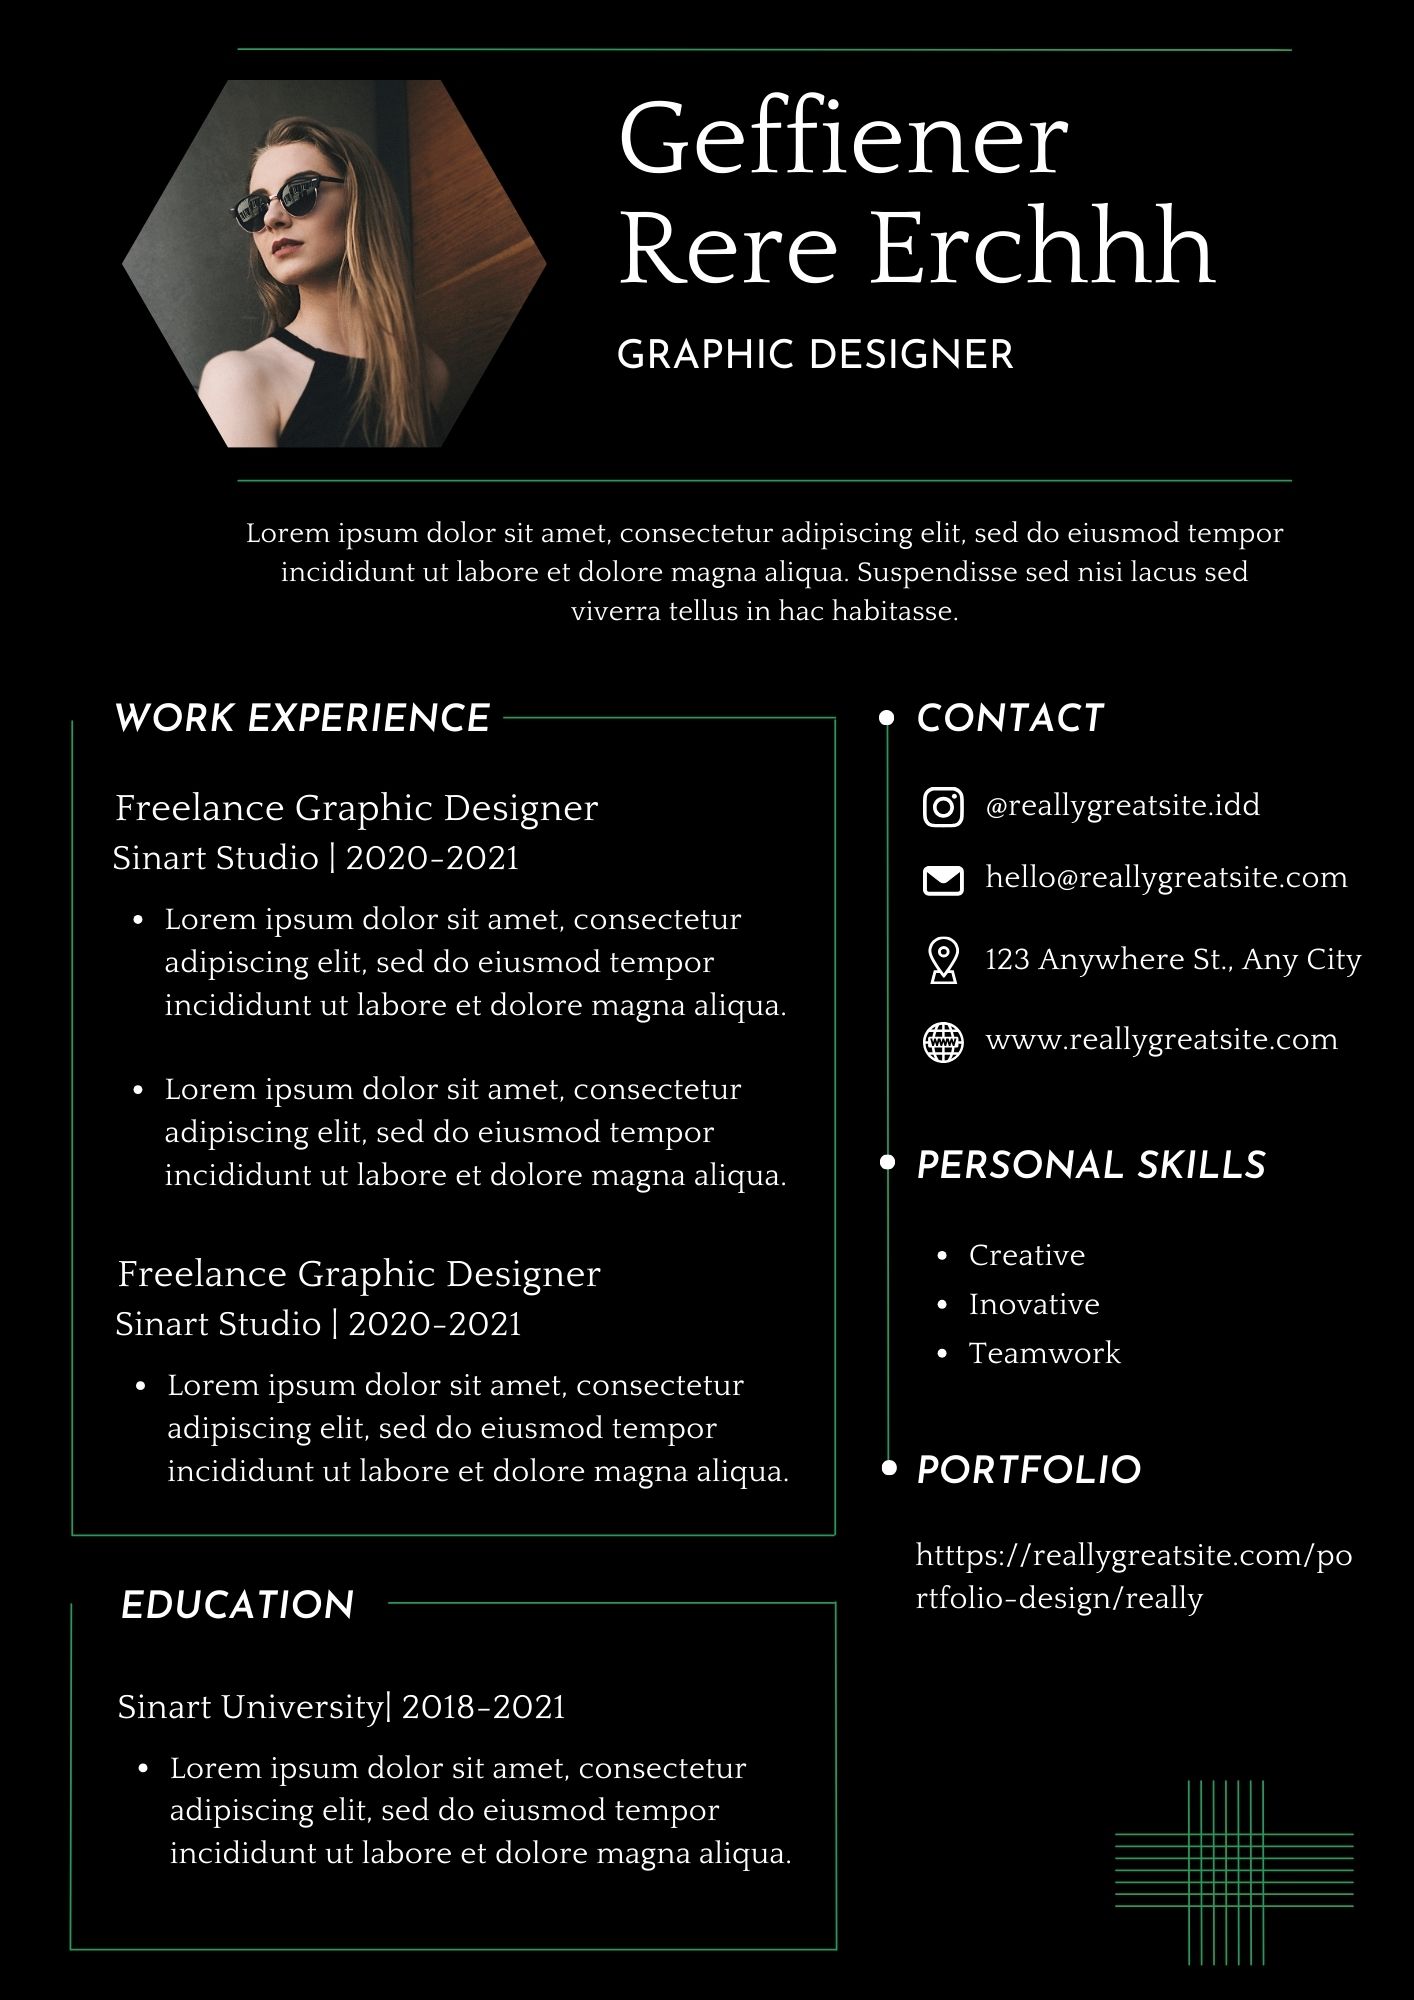 Geffiener
Rere Erchhh
GRAPHIC DESIGNER
Lorem ipsum dolor sit amet, consectetur adipiscing elit, sed do eiusmod tempor
incididunt ut labore et dolore magna aliqua. Suspendisse sed nisi lacus sed
viverra tellus in hac habitasse.
WORK EXPERIENCE
Freelance Graphic Designer
Sinart Studio | 2020-2021
• Lorem ipsum dolor sit amet, consectetur
adipiscing elit, sed do eiusmod tempor
incididunt ut labore et dolore magna aliqua.
• Lorem ipsum dolor sit amet, consectetur
adipiscing elit, sed do eiusmod tempor
incididunt ut labore et dolore magna aliqua.
Freelance Graphic Designer
Sinart Studio | 2020-2021
• Lorem ipsum dolor sit amet, consectetur
adipiscing elit, sed do eiusmod tempor
incididunt ut labore et dolore magna aliqua.
EDUCATION
Sinart University| 2018-2021
• Lorem ipsum dolor sit amet, consectetur
adipiscing elit, sed do eiusmod tempor
incididunt ut labore et dolore magna aliqua.
CONTACT
@reallygreatsite.idd
hello@reallygreatsite.com
123 Anywhere St., Any City
www
www.reallygreatsite.com
PERSONAL SKILLS
• Creative
• Inovative
• Teamwork
PORTFOLIO
htttps://reallygreatsite.com/po
rtfolio-design/really